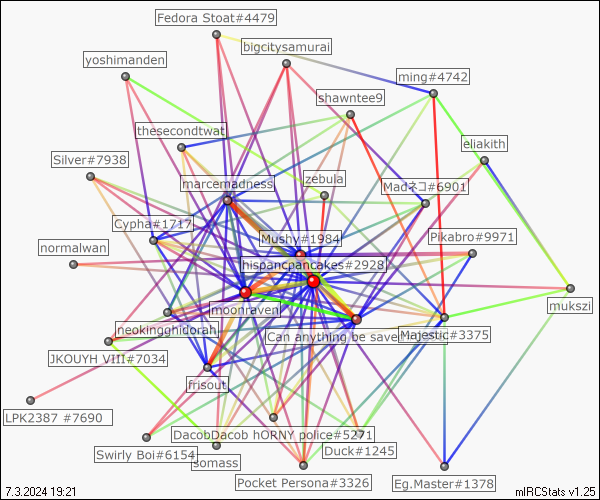 Fedora Stoat#4479
bigcitysamurai
yoshimanden
ming#4742
shawntee9
thesecondtwat
eliakith
Silver#7938
zebula
marcemadness
Madネコ#6901
Cypha#1717
Mushy#1984
Pikabro#9971
normalwan
hispancpancakes#2928
mukszi
moonraven
neokingghidorah
Can anything be save
Majestic#3375
JKOUYH VIII#7034
frisout
LPK2387 #7690
DacobDacob hORNY police#5271
Duck#1245
Swirly Boi#6154
somass
Pocket Persona#3326
Eg.Master#1378
7.3.2024 19:21
mIRCStats v1.25